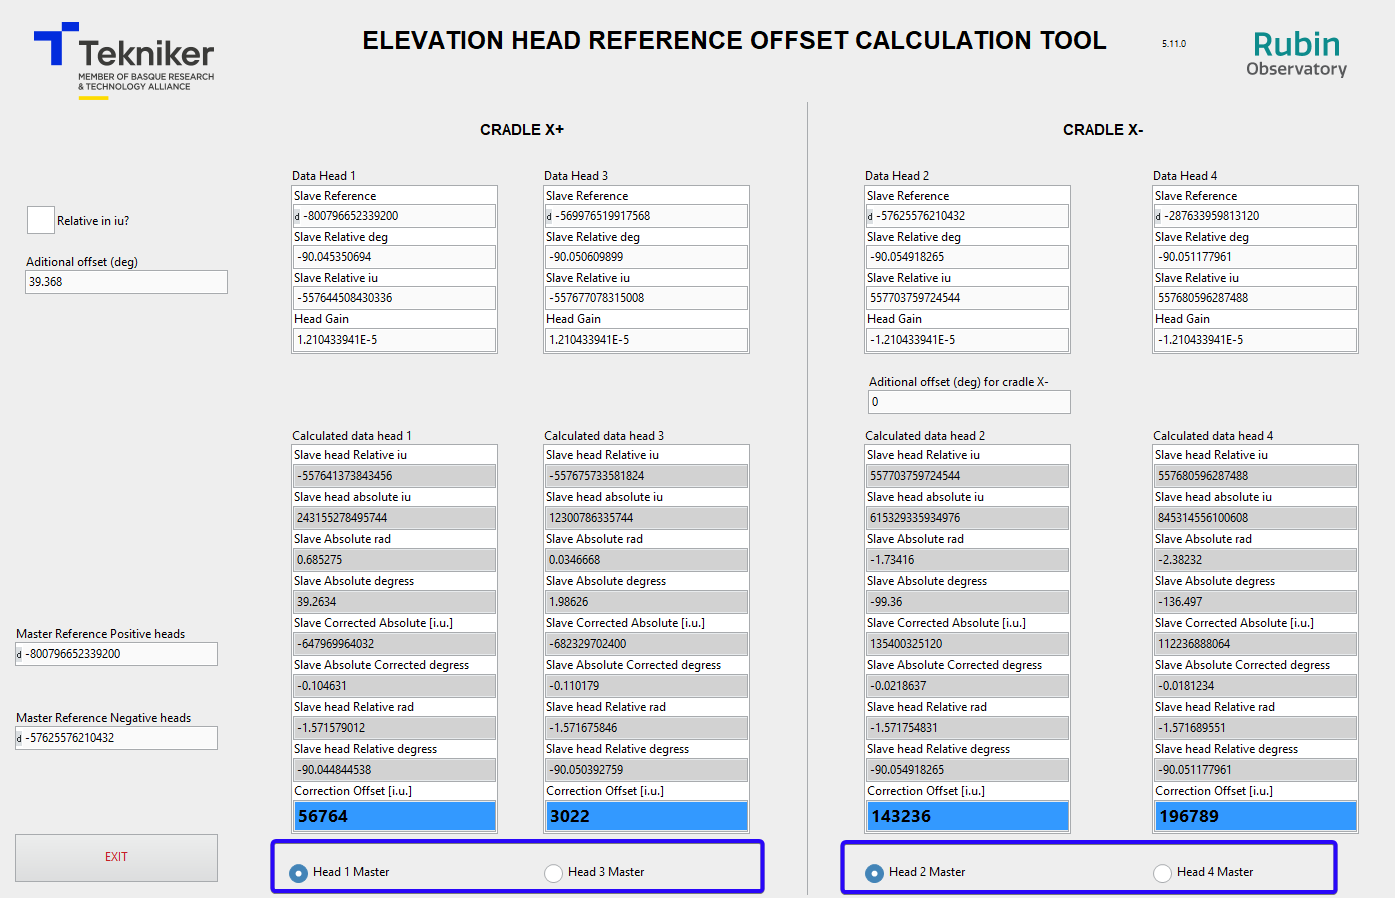 Tekniker
MEMBER OF BASQUE RESEARCH
& TECHNOLOGY ALLIANCE
ELEVATION HEAD REFERENCE OFFSET CALCULATION TOOL
5.11.0
Rubin
Observatory
Relative in iu?
Aditional offset (deg)
39.368
Master Reference Positive heads
d -800796652339200
Master Reference Negative heads
d -57625576210432
EXIT
CRADLE X+
Data Head 1
Slave Reference
d -800796652339200
Slave Relative deg
-90.045350694
Slave Relative iu
-557644508430336
Head Gain
1.210433941E-5
Data Head 3
Slave Reference
d -569976519917568
Slave Relative deg
-90.050609899
Slave Relative iu
-557677078315008
Head Gain
1.210433941E-5
Calculated data head 1
Slave head Relative iu
-557641373843456
Slave head absolute iu
243155278495744
Slave Absolute rad
0.685275
Slave Absolute degress
39.2634
Slave Corrected Absolute [i.u.]
-647969964032
Slave Absolute Corrected degress
-0.104631
Slave head Relative rad
-1.571579012
Slave head Relative degress
-90.044844538
Correction Offset [i.u.]
56764
Calculated data head 3
Slave head Relative iu
-557675733581824
Slave head absolute iu
12300786335744
Slave Absolute rad
0.0346668
Slave Absolute degress
1.98626
Slave Corrected Absolute [i.u.]
-682329702400
Slave Absolute Corrected degress
-0.110179
Slave head Relative rad
-1.571675846
Slave head Relative degress
-90.050392759
Correction Offset [i.u.]
3022
Head 1 Master
Head 3 Master
CRADLE X-
Data Head 2
Slave Reference
d -57625576210432
Slave Relative deg
-90.054918265
Slave Relative iu
557703759724544
Head Gain
-1.210433941E-5
Data Head 4
Slave Reference
d -287633959813120
Slave Relative deg
-90.051177961
Slave Relative iu
557680596287488
Head Gain
-1.210433941E-5
Aditional offset (deg) for cradle X-
0
Calculated data head 2
Slave head Relative iu
557703759724544
Slave head absolute iu
615329335934976
Slave Absolute rad
-1.73416
Slave Absolute degress
-99.36
Slave Corrected Absolute [i.u.]
135400325120
Slave Absolute Corrected degress
-0.0218637
Slave head Relative rad
-1.571754831
Slave head Relative degress
-90.054918265
Correction Offset [i.u.]
143236
Calculated data head 4
Slave head Relative iu
557680596287488
Slave head absolute iu
845314556100608
Slave Absolute rad
-2.38232
Slave Absolute degress
-136.497
Slave Corrected Absolute [i.u.]
112236888064
Slave Absolute Corrected degress
-0.0181234
Slave head Relative rad
-1.571689551
Slave head Relative degress
-90.051177961
Correction Offset [i.u.]
196789
Head 2 Master
Head 4 Master